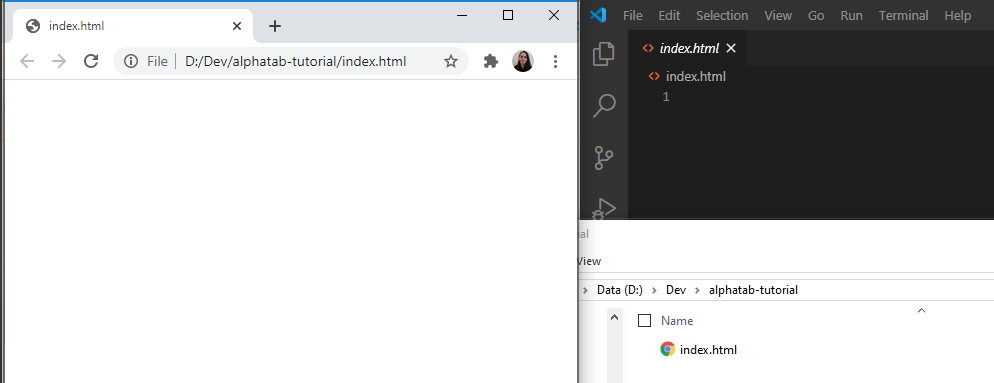 index.html
File
D:/Dev/alphatab-tutorial/index.html
File Edit Selection View Go Run Terminal Help
index.html
index.html
1
ial
View
Data (D:) Dev alphatab-tutorial
Name
index.html